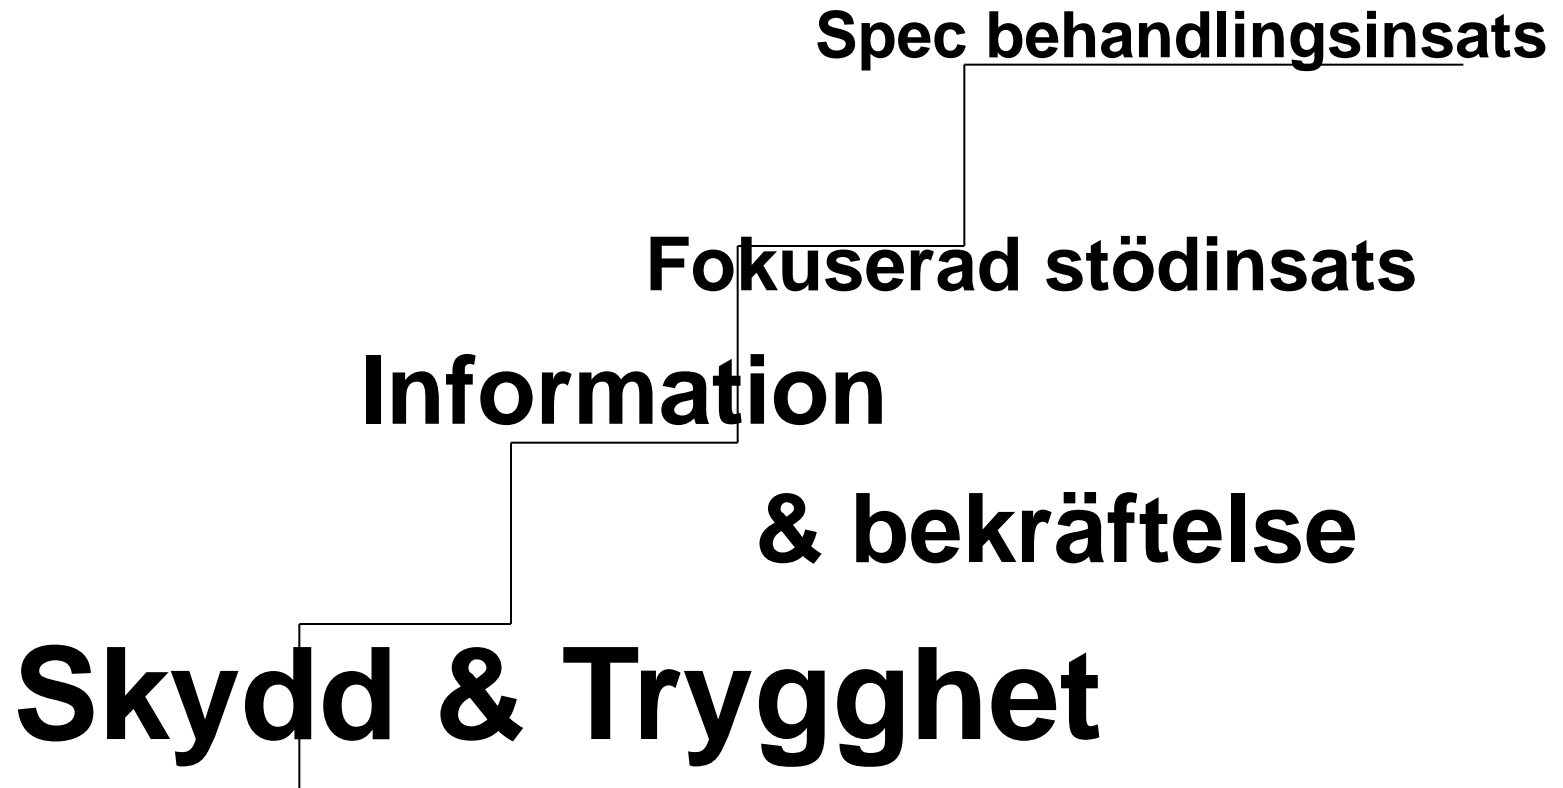 Spec behandlingsinsats
Fokuserad stödinsats
Information
& bekräftelse
Skydd & Trygghet